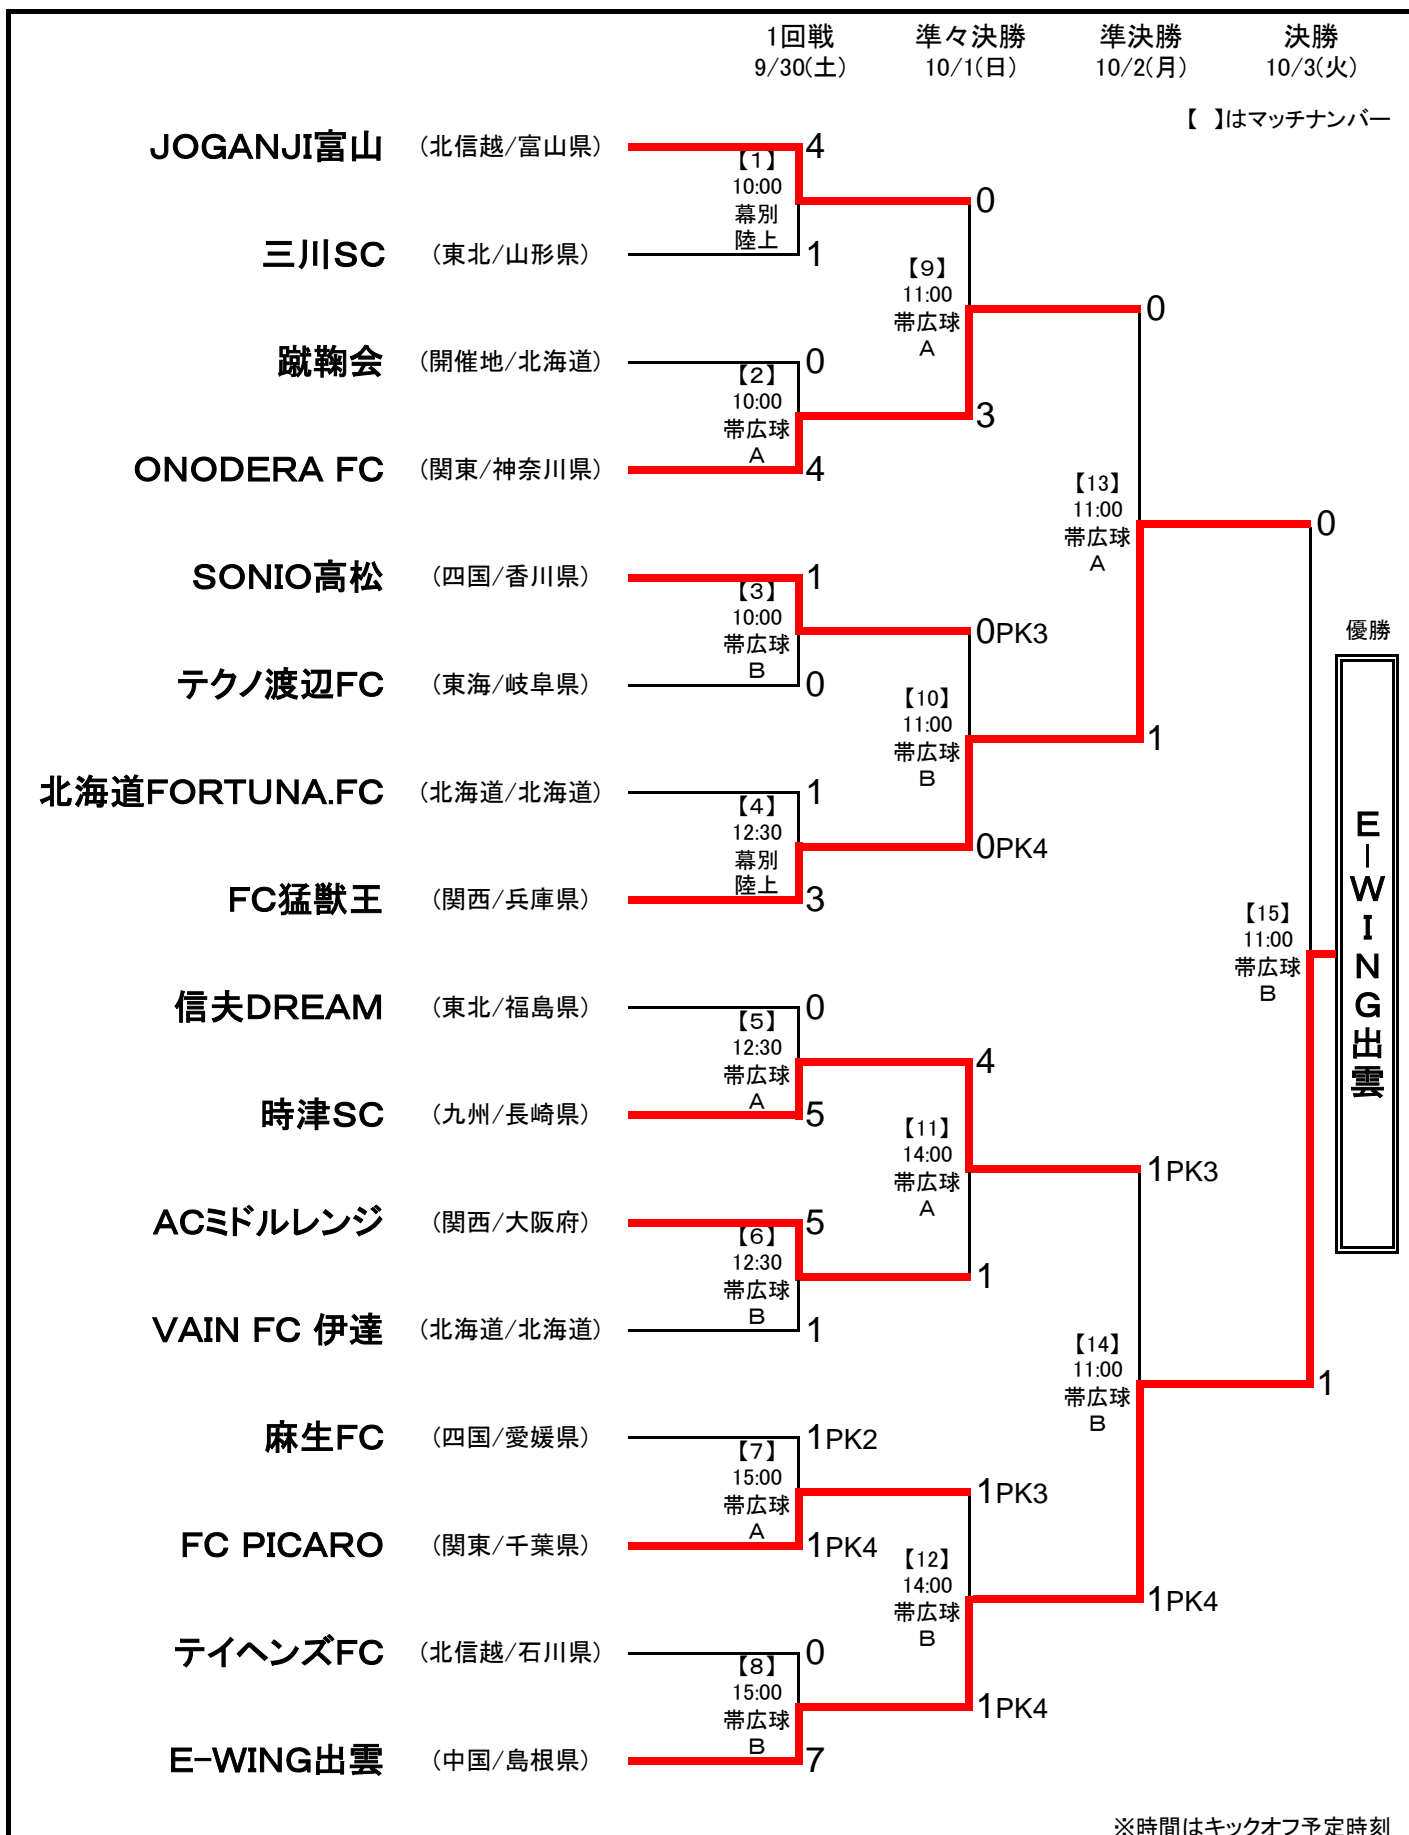 1回戦 準々決勝 準決勝 決勝
9/30(土) 10/1(日) 10/2(月) 10/3(火)
【 】はマッチナンバー
JOGANJI富山 (北信越/富山県) 4
【1】
10:00
幕別
陸上
0
三川SC (東北/山形県) 1
【9】
11:00
帯広球
A
0
蹴鞠会 (開催地/北海道) 0
【2】
10:00
帯広球
A
3
ONODERA FC (関東/神奈川県) 4
【13】
11:00
帯広球
A
0
SONIO高松 (四国/香川県) 1
【3】
10:00
帯広球
B
0PK3
優勝
テクノ渡辺FC (東海/岐阜県) 0
【10】
11:00
帯広球
B
1
北海道FORTUNA.FC (北海道/北海道) 1
【4】
12:30
幕別
陸上
0PK4
E-WING出雲
FC猛獣王 (関西/兵庫県) 3
【15】
11:00
帯広球
B
信夫DREAM (東北/福島県) 0
【5】
12:30
帯広球
A
4
時津SC (九州/長崎県) 5
【11】
14:00
帯広球
A
1PK3
ACミドルレンジ (関西/大阪府) 5
【6】
12:30
帯広球
B
1
VAIN FC 伊達 (北海道/北海道) 1
【14】
11:00
帯広球
B
1
麻生FC (四国/愛媛県) 1PK2
【7】
15:00
帯広球
A
1PK3
FC PICARO (関東/千葉県) 1PK4
【12】
14:00
帯広球
B
1PK4
テイヘンズFC (北信越/石川県) 0
【8】
15:00
帯広球
B
1PK4
E-WING出雲 (中国/島根県) 7
※時間はキックオフ予定時刻